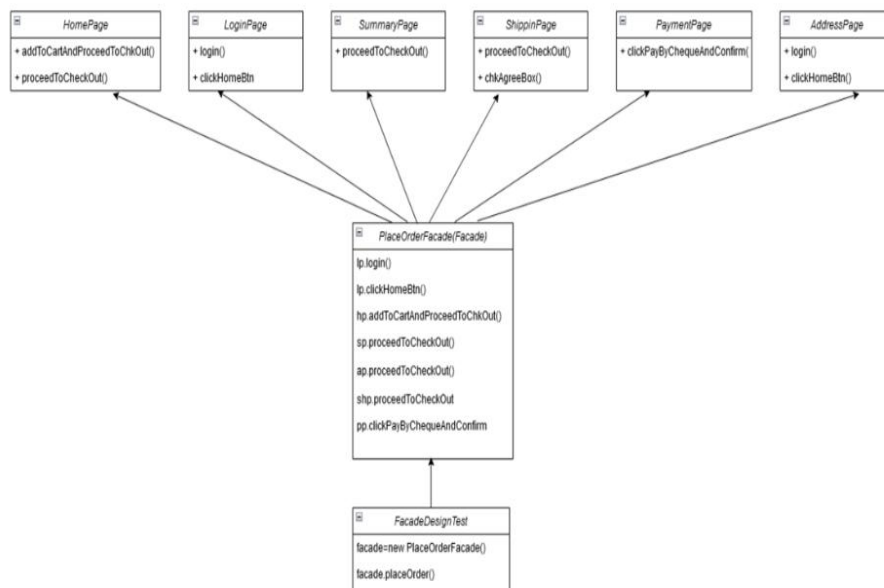 HomePage
+ addToCartAndProceedToChkOut()
+ proceedToCheckOut()
LoginPage
+ login()
+ clickHomeBtn
SummaryPage
+ proceedToCheckOut()
ShippinPage
+ proceedToCheckOut()
+ chkAgreeBox()
PaymentPage
+ clickPayByChequeAndConfirm(
AddressPage
+ login()
+ clickHomeBtn()
PlaceOrderFacade(Facade)
lp.login()
lp.clickHomeBtn()
hp.addToCartAndProceedToChkOut()
sp.proceedToCheckOut()
ap.proceedToCheckOut()
shp.proceedToCheckOut
pp.clickPayByChequeAndConfirm
FacadeDesignTest
facade=new PlaceOrderFacade()
facade.placeOrder()